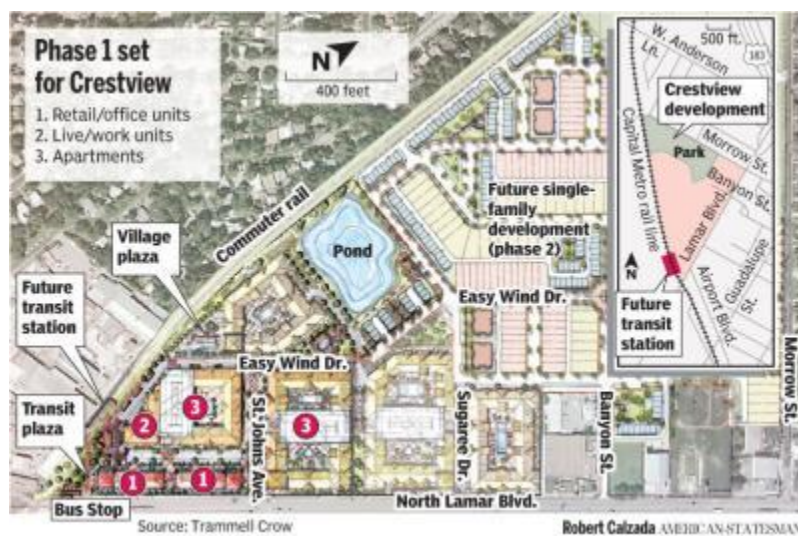 Phase 1 set
for Crestview
1. Retail/office units
2. Live/work units
3. Apartments
N
400 feet
Commuter rail
Village
plaza
Future
transit
station
Transit
plaza
Bus Stop
Pond
Easy Wind Dr.
St. Johns Ave.
2
3
3
1
1
Future single-
family
development
(phase 2)
Easy Wind Dr.
Sugaree Dr.
Banyon St.
Morrow St.
North Lamar Blvd.
500 ft.
W. Anderson
Ln.
183
Crestview
development
Capital Metro rail line
Park
Morrow St.
Banyon St.
Lamar Blvd.
Guadalupe
St.
Airport Blvd.
N
Future
transit
station
Source: Trammell Crow
Robert Calzada AMERICAN-STATESMAN